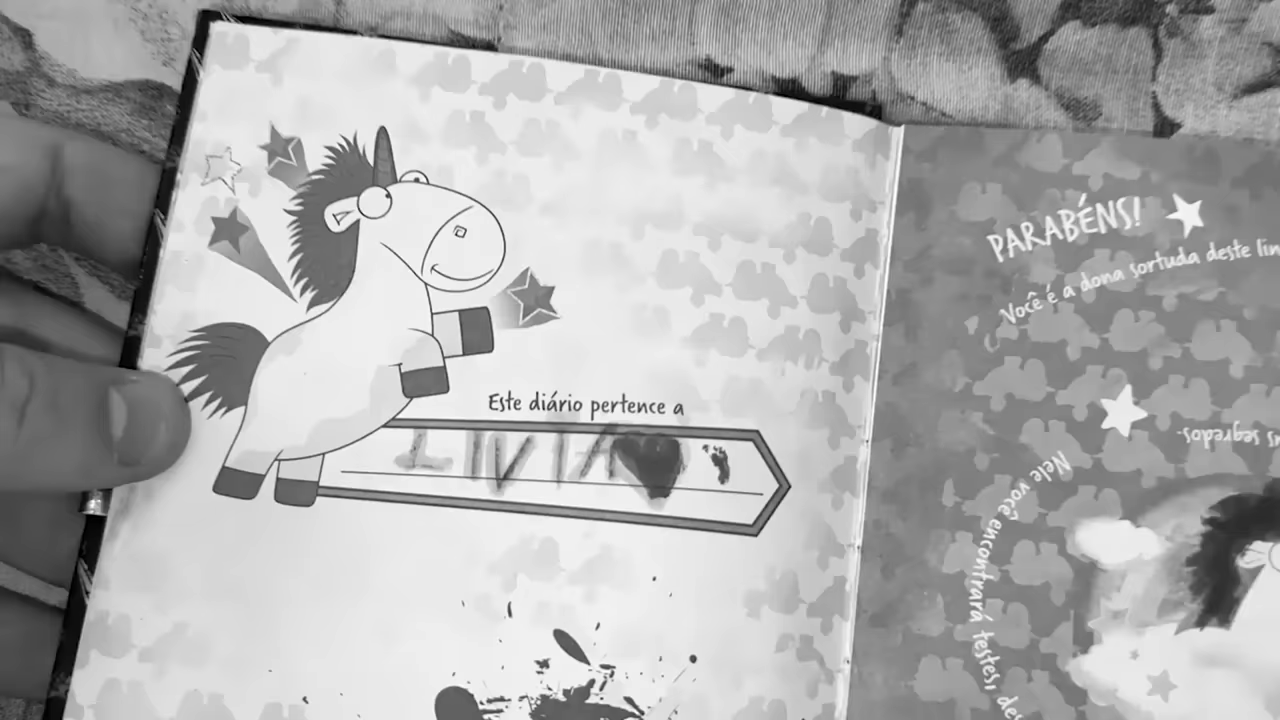 Este diário pertence a
LIVIA
PARABÉNS!
Você é a dona sortuda deste
Nele você encontrará testes,
segredos.